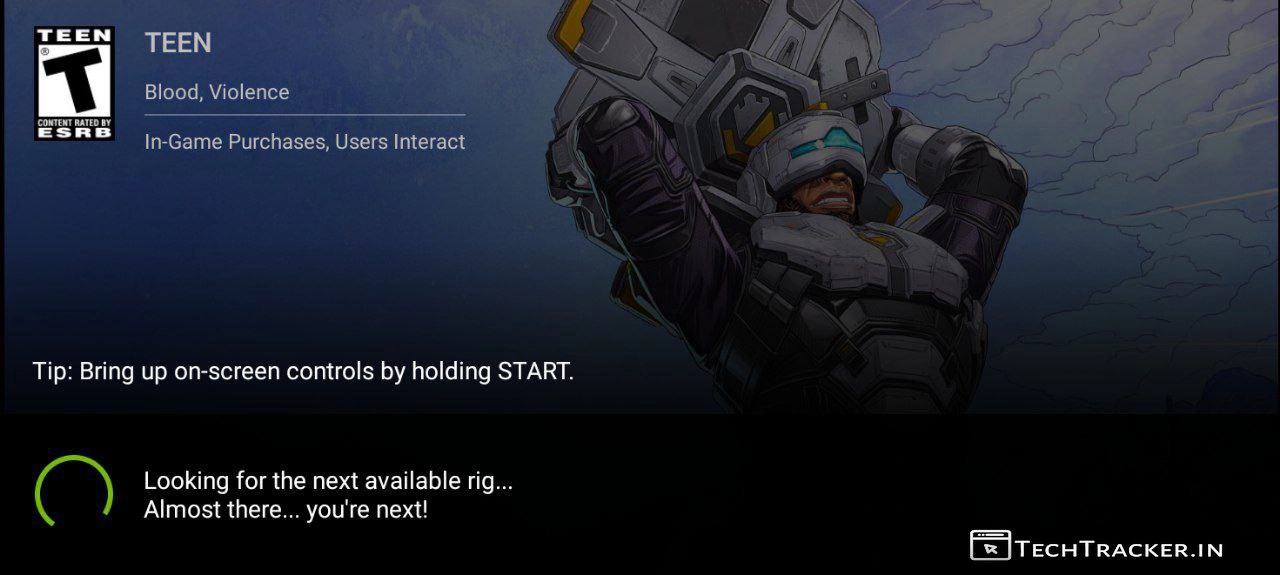 TEEN
T
®
CONTENT RATED BY
ESRB
TEEN
Blood, Violence
In-Game Purchases, Users Interact
Tip: Bring up on-screen controls by holding START.
Looking for the next available rig...
Almost there... you're next!
TECHTRACKER.IN